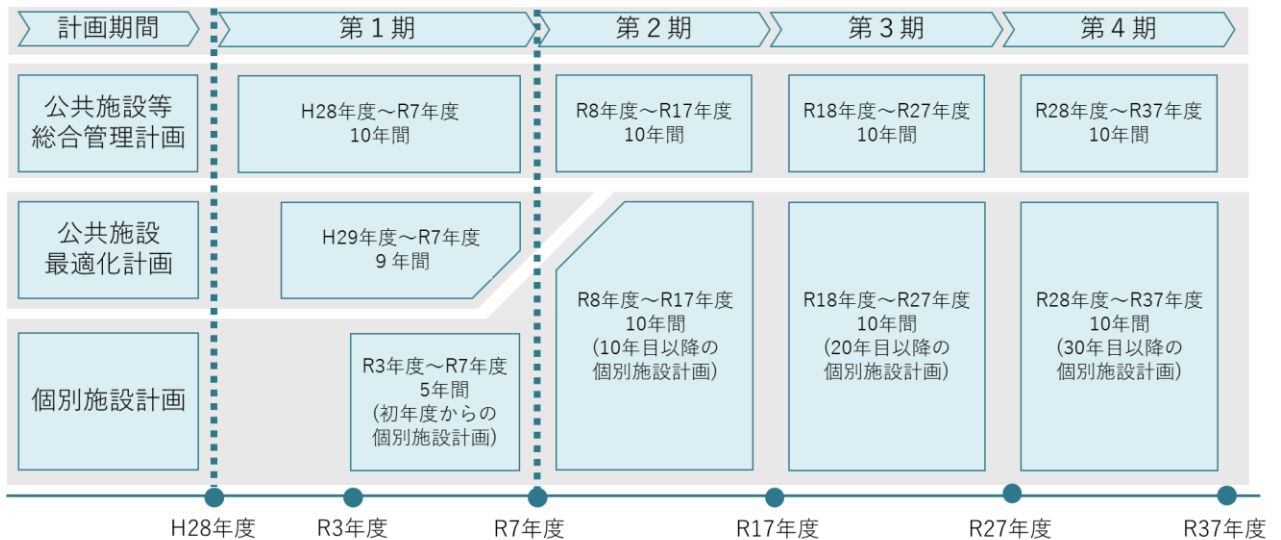 計画期間
第1期
第2期
第3期
第4期
公共施設等
総合管理計画
H28年度～R7年度
10年間
R8年度～R17年度
10年間
R18年度～R27年度
10年間
R28年度～R37年度
10年間
公共施設
最適化計画
H29年度～R7年度
9年間
個別施設計画
R3年度～R7年度
5年間
(初年度からの
個別施設計画)
R8年度～R17年度
10年間
(10年目以降の
個別施設計画)
R18年度～R27年度
10年間
(20年目以降の
個別施設計画)
R28年度～R37年度
10年間
(30年目以降の
個別施設計画)
H28年度
R3年度
R7年度
R17年度
R27年度
R37年度